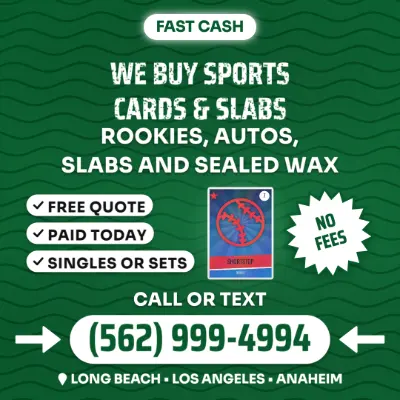 FAST CASH
WE BUY SPORTS
CARDS & SLABS
ROOKIES, AUTOS,
SLABS AND SEALED WAX
FREE QUOTE
PAID TODAY
SINGLES OR SETS
SHORTSTOP
NO
FEES
CALL OR TEXT
(562) 999-4994
LONG BEACH • LOS ANGELES • ANAHEIM